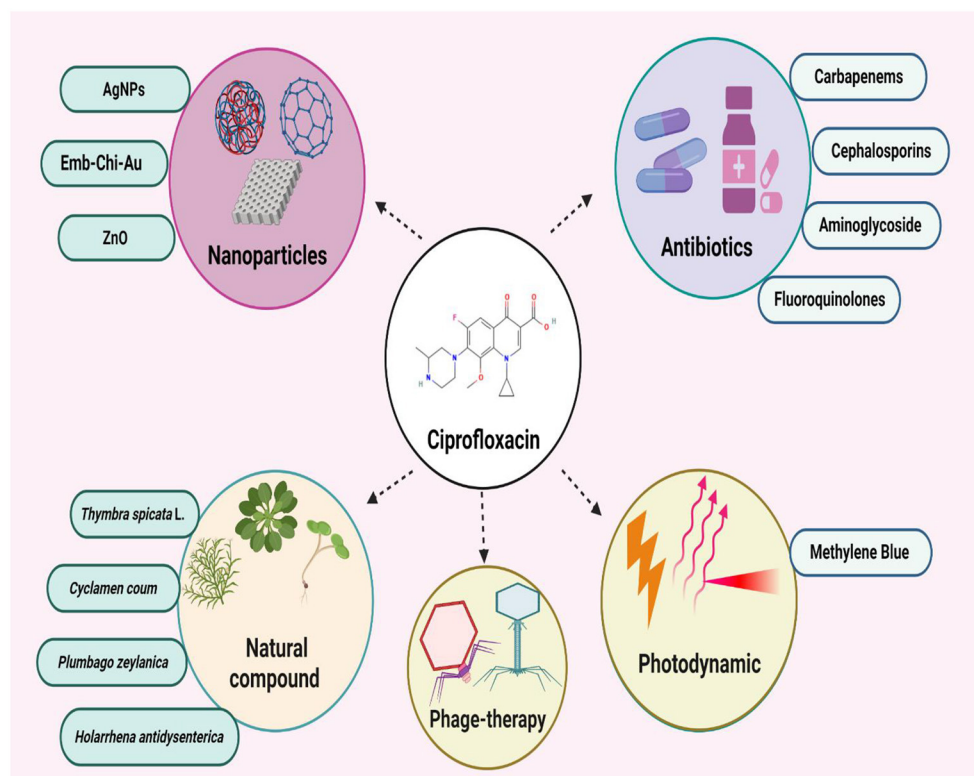 AgNPs
Emb-Chi-Au
ZnO
Nanoparticles
Carbapenems
Cephalosporins
Aminoglycoside
Fluoroquinolones
Antibiotics
F
O
O
O
H
N
N
H
O
N
Ciprofloxacin
Thymbra spicata L.
Cyclamen coum
Plumbago zeylanica
Holarrhena antidysenterica
Natural
compound
Phage-therapy
Photodynamic
Methylene Blue